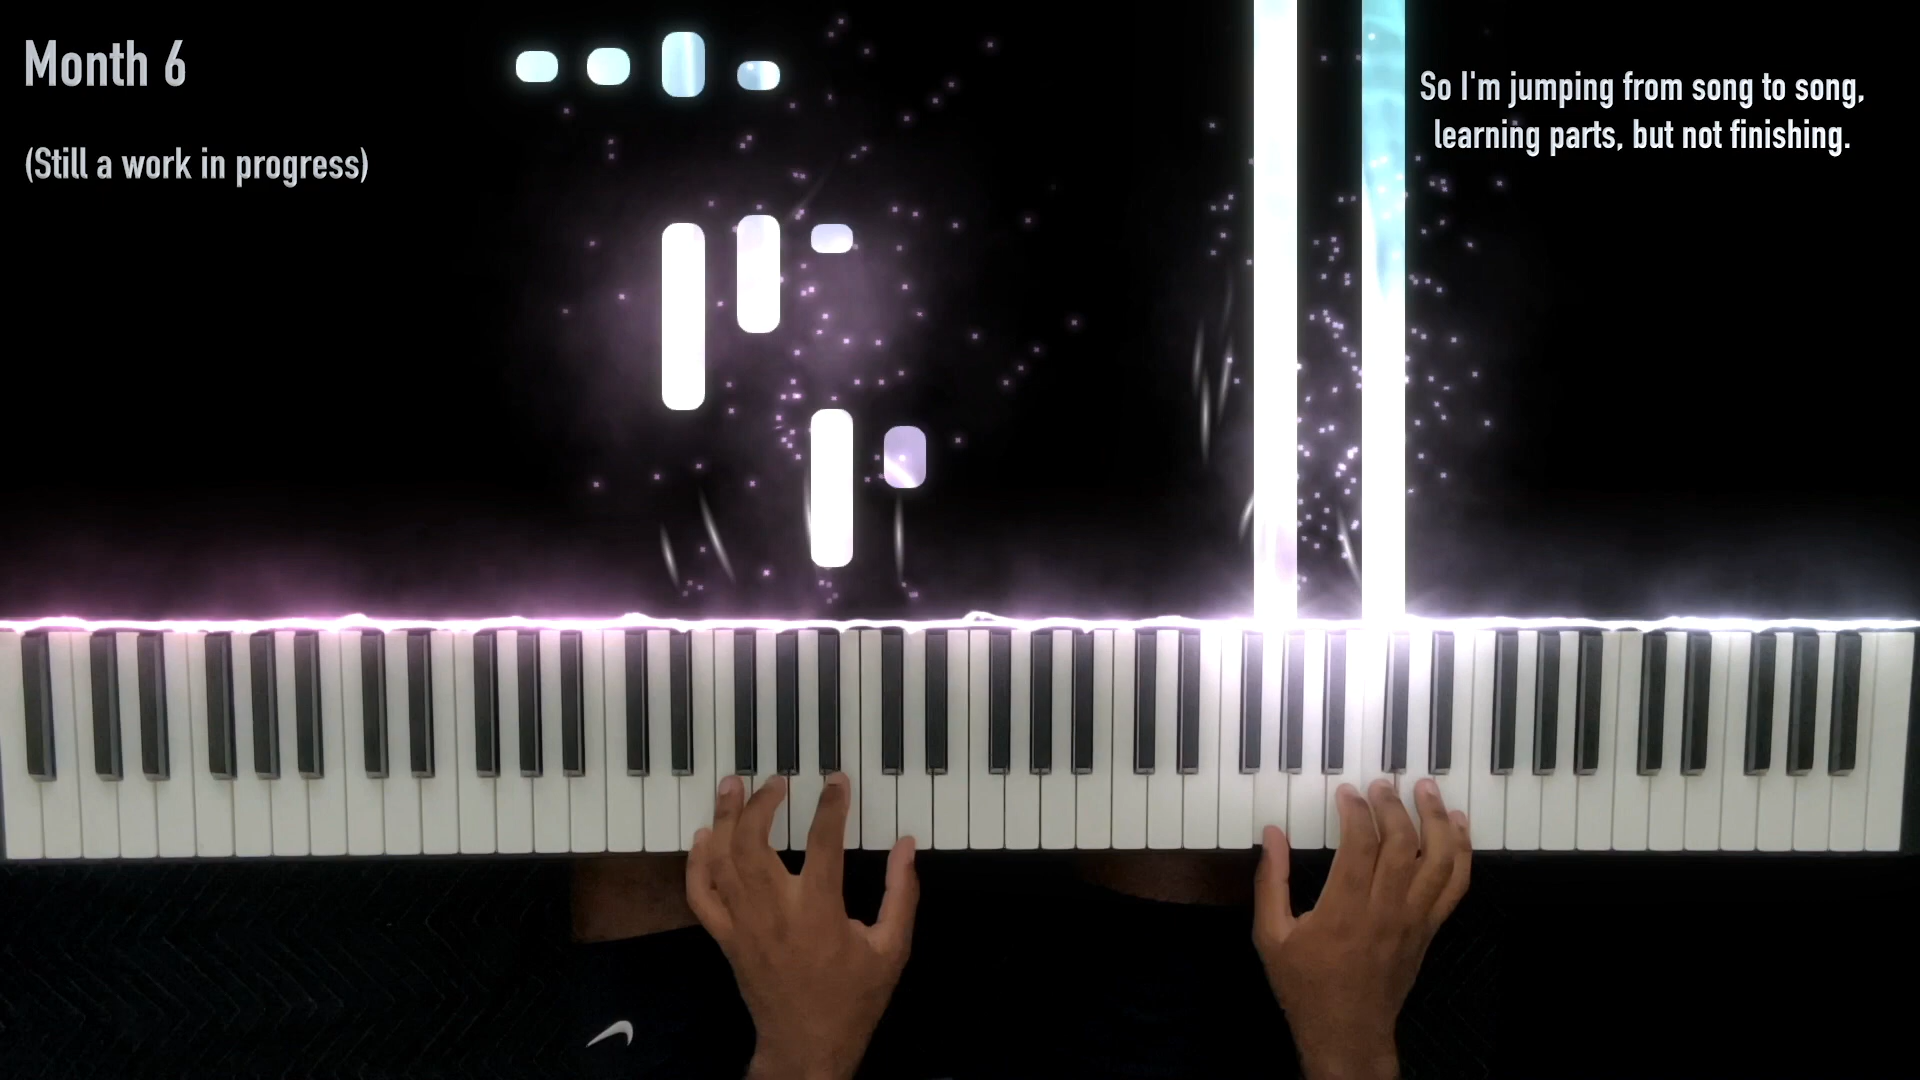 Month 6
(Still a work in progress)
So I'm jumping from song to song,
learning parts, but not finishing.